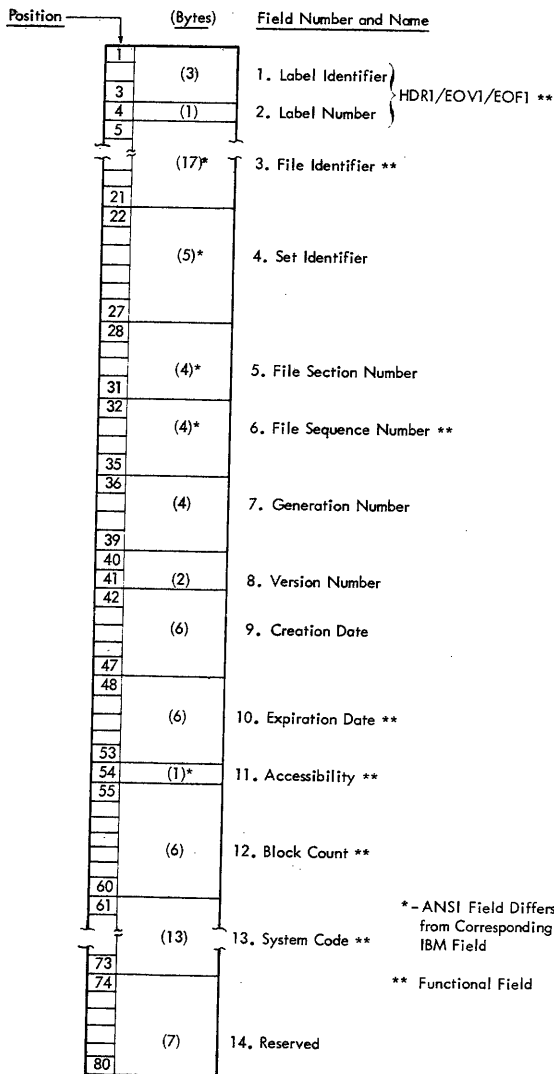 Position (Bytes) Field Number and Name
1
(3) 1. Label Identifier
HDR1/EOV1/EOF1 **
3
4 (1) 2. Label Number
5
(17)* 3. File Identifier **
21
22
(5)* 4. Set Identifier
27
28
(4)* 5. File Section Number
31
32
(4)* 6. File Sequence Number **
35
36
(4) 7. Generation Number
39
40
41 (2) 8. Version Number
42
(6) 9. Creation Date
47
48
(6) 10. Expiration Date **
53
54 (1)* 11. Accessibility **
55
(6) 12. Block Count **
60
61
*-ANSI Field Differs
from Corresponding
IBM Field
(13) 13. System Code **
73
74
** Functional Field
(7) 14. Reserved
80